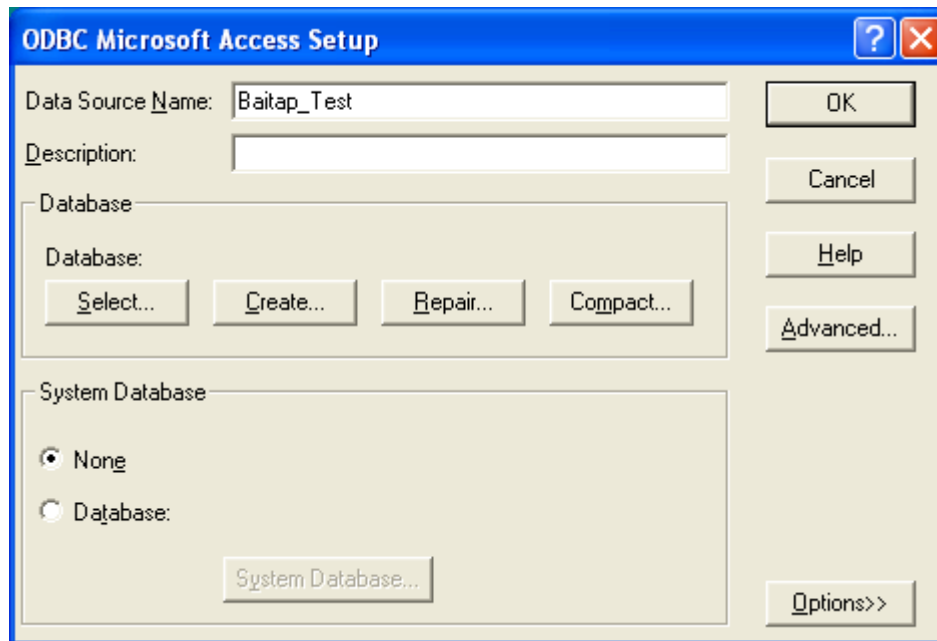 ODBC Microsoft Access Setup
Data Source Name: Baitap_Test
OK
Description:
Cancel
Database
Database:
Help
Select... Create... Repair... Compact...
Advanced...
System Database
None
Database:
System Database...
Options>>